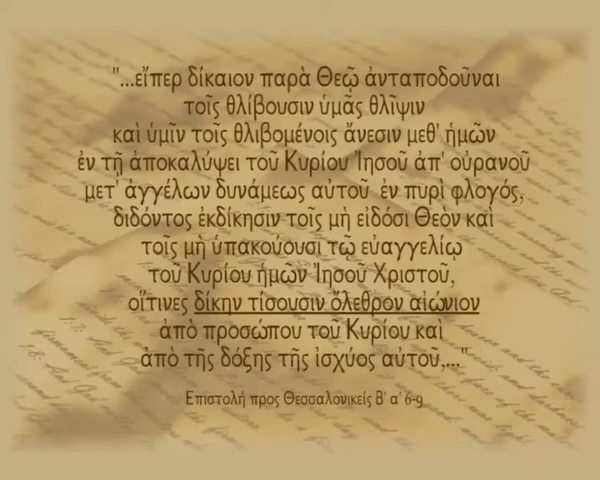 "...εἴπερ δίκαιον παρὰ Θεῷ ἀνταποδοῦναι
τοῖς θλίβουσιν ὑμᾶς θλῖψιν
καὶ ὑμῖν τοῖς θλιβομένοις ἄνεσιν μεθ' ἡμῶν
ἐν τῇ ἀποκαλύψει τοῦ Κυρίου Ἰησοῦ ἀπ' οὐρανοῦ
μετ' ἀγγέλων δυνάμεως αὐτοῦ ἐν πυρὶ φλογός,
διδόντος ἐκδίκησιν τοῖς μὴ εἰδόσι Θεὸν καὶ
τοῖς μὴ ὑπακούουσι τῷ εὐαγγελίῳ
τοῦ Κυρίου ἡμῶν Ἰησοῦ Χριστοῦ,
οἵτινες δίκην τίσουσιν ὄλεθρον αἰώνιον
ἀπὸ προσώπου τοῦ Κυρίου καὶ
ἀπὸ τῆς δόξης τῆς ἰσχύος αὐτοῦ,..."
Επιστολή προς Θεσσαλονικείς Β' α' 6-9